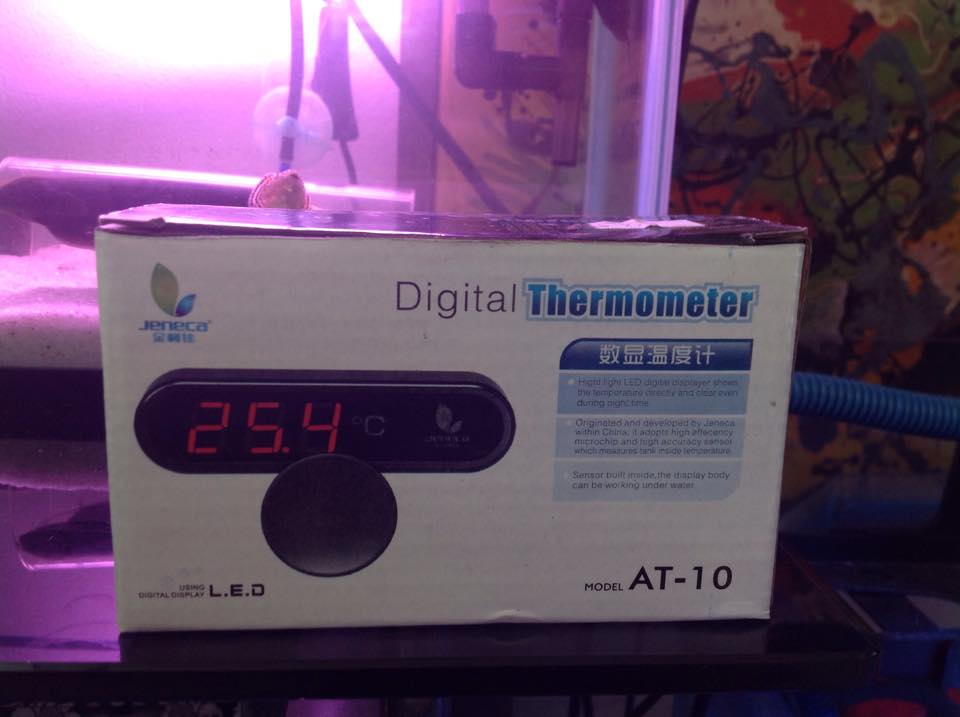 Digital Thermometer
Jeneca®
金利佳
数显温度计
Hight light LED digital displayer shows
the temperature directly and clear even
during night time.
Originated and developed by Jeneca
within China, it adopts high effecency
microchip and high accuracy sensor
which measures tank inside temperature.
Sensor built inside,the display body
can be working under water.
25.4 °C
JENECA
USING
DIGITAL DISPLAY L.E.D
MODEL AT-10